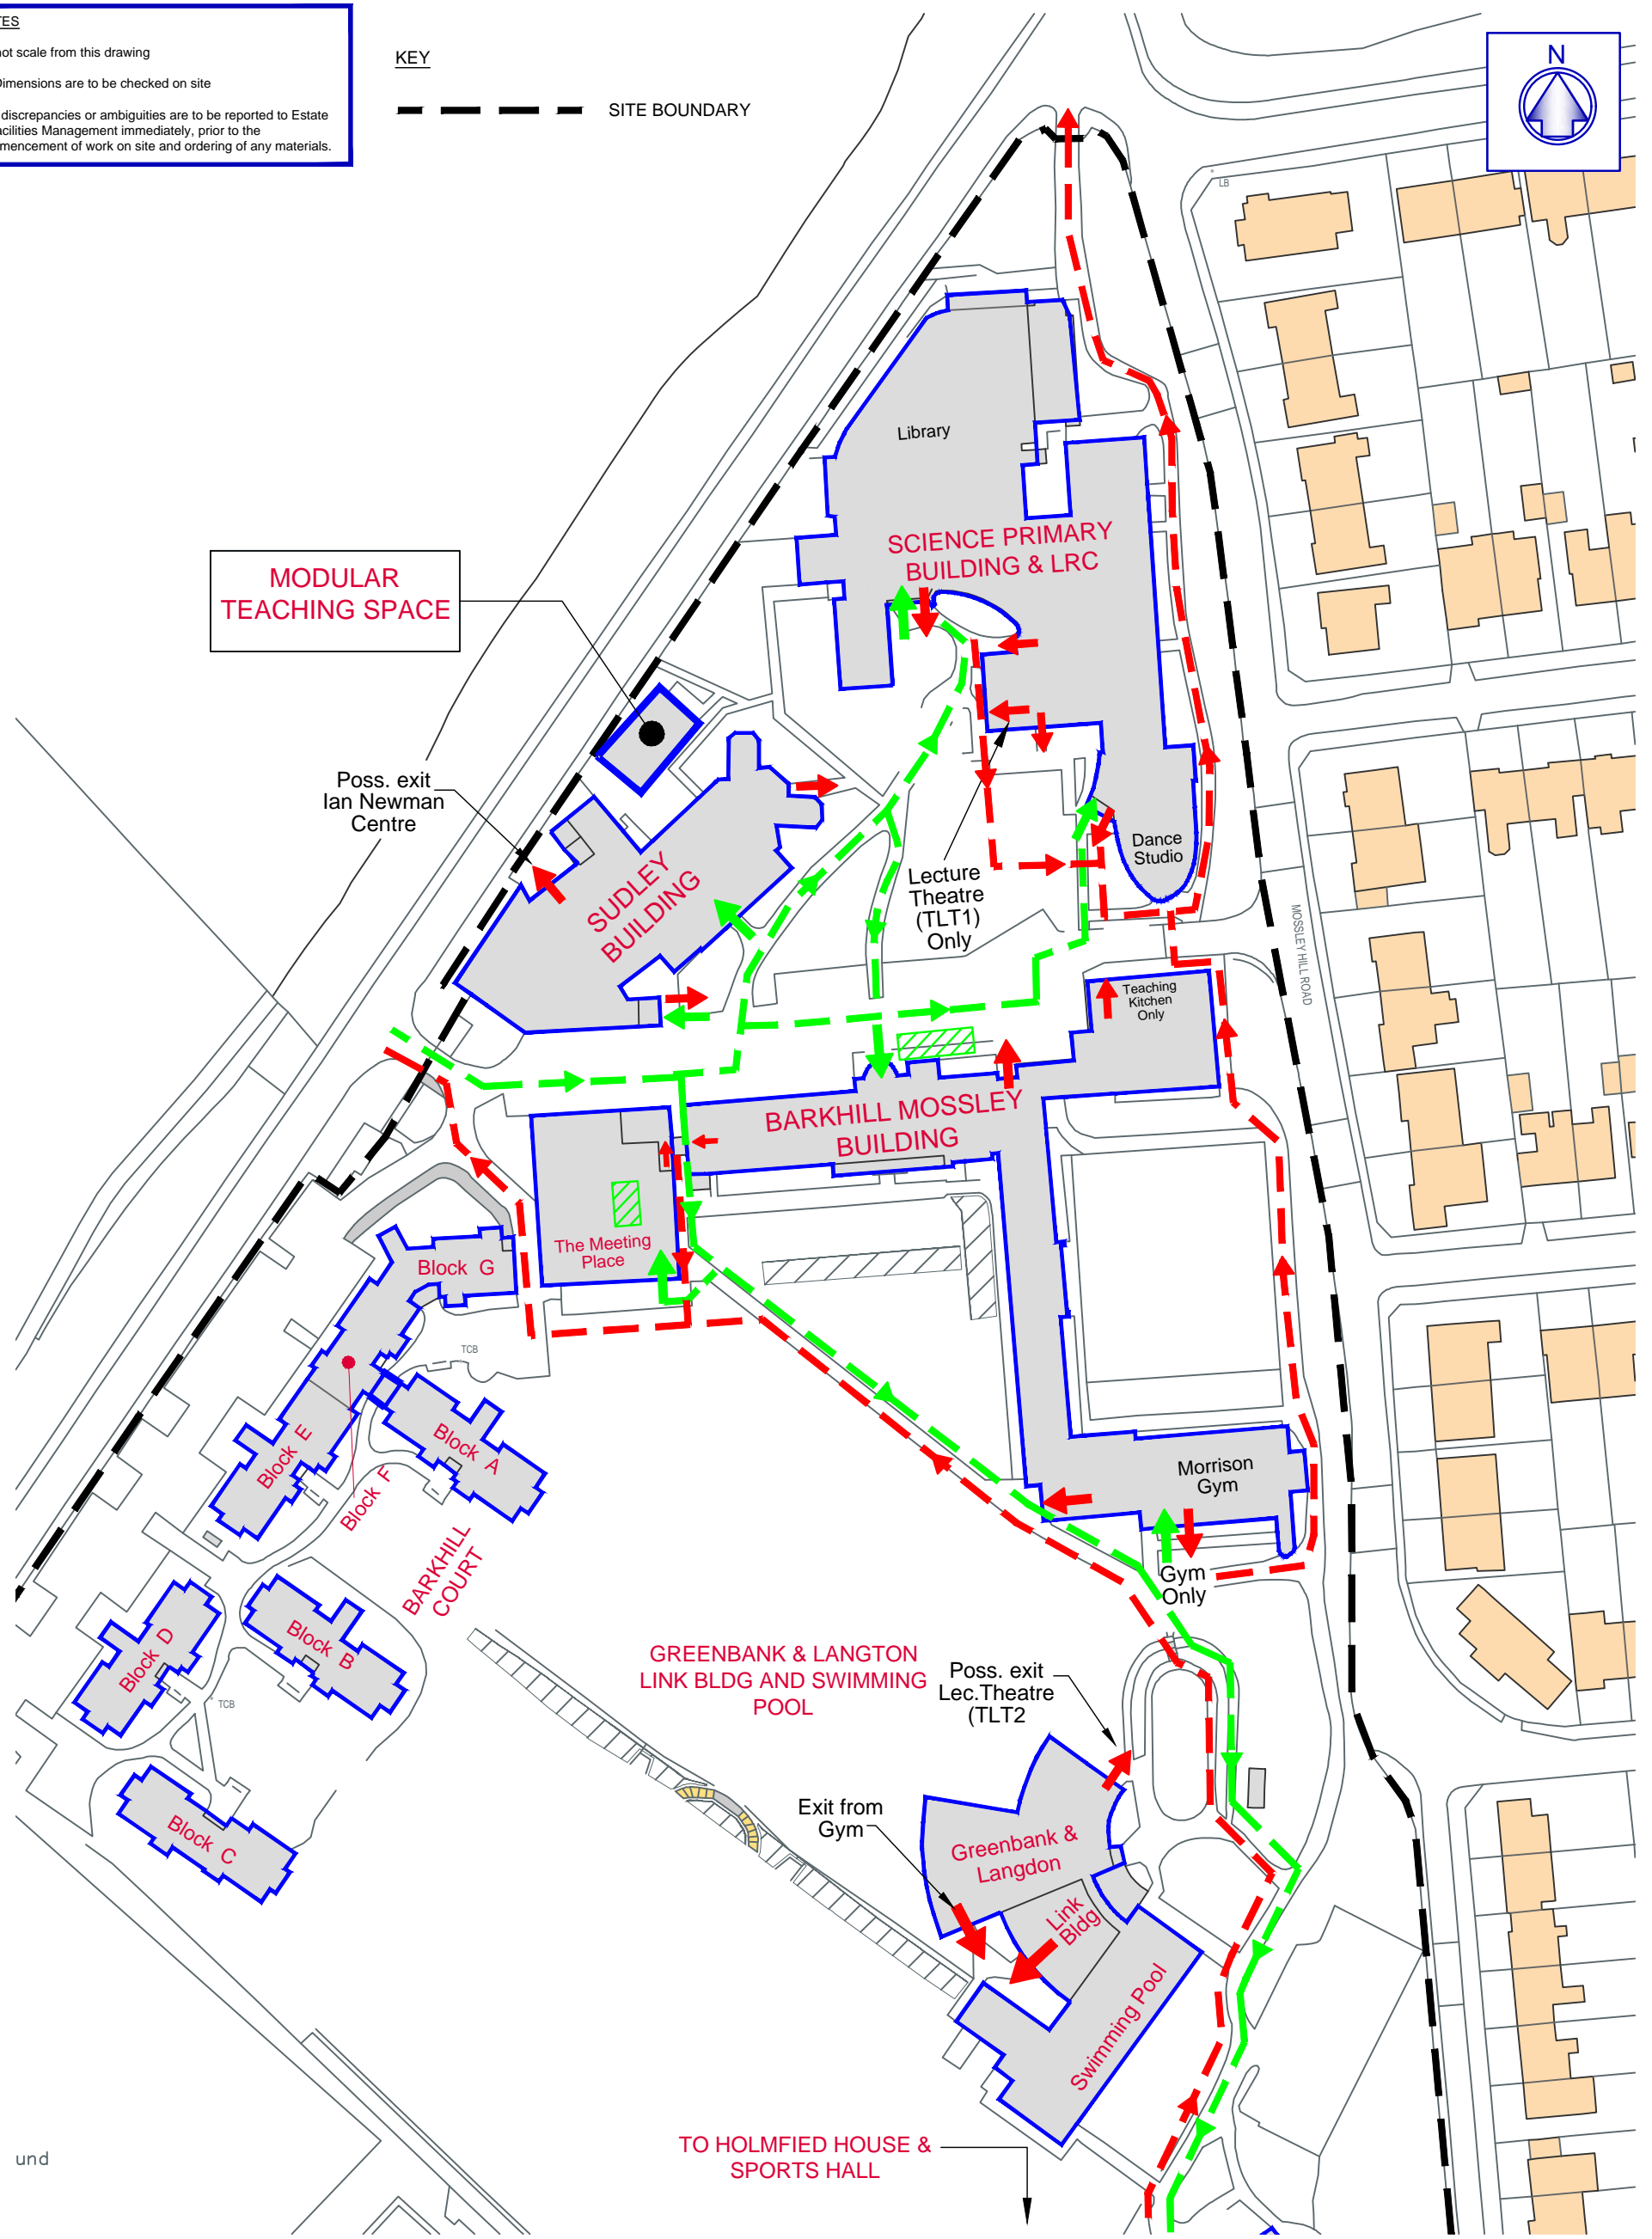 TES
not scale from this drawing
Dimensions are to be checked on site
discrepancies or ambiguities are to be reported to Estate
acilities Management immediately, prior to the
mmencement of work on site and ordering of any materials.
KEY
SITE BOUNDARY
N
LB
Library
SCIENCE PRIMARY
BUILDING & LRC
MODULAR
TEACHING SPACE
Poss. exit
Ian Newman
Centre
SUDLEY
BUILDING
Lecture
Theatre
(TLT1)
Only
Dance
Studio
MOSSLEY HILL ROAD
Teaching
Kitchen
Only
BARKHILL MOSSLEY
BUILDING
The Meeting
Place
Block G
TCB
Block A
Block E
Block F
BARKHILL
COURT
Morrison
Gym
Gym
Only
Block D
Block B
TCB
Block C
GREENBANK & LANGTON
LINK BLDG AND SWIMMING
POOL
Poss. exit
Lec.Theatre
(TLT2
Exit from
Gym
Greenbank &
Langdon
Link
Bldg
Swimming Pool
TO HOLMFIED HOUSE &
SPORTS HALL
und